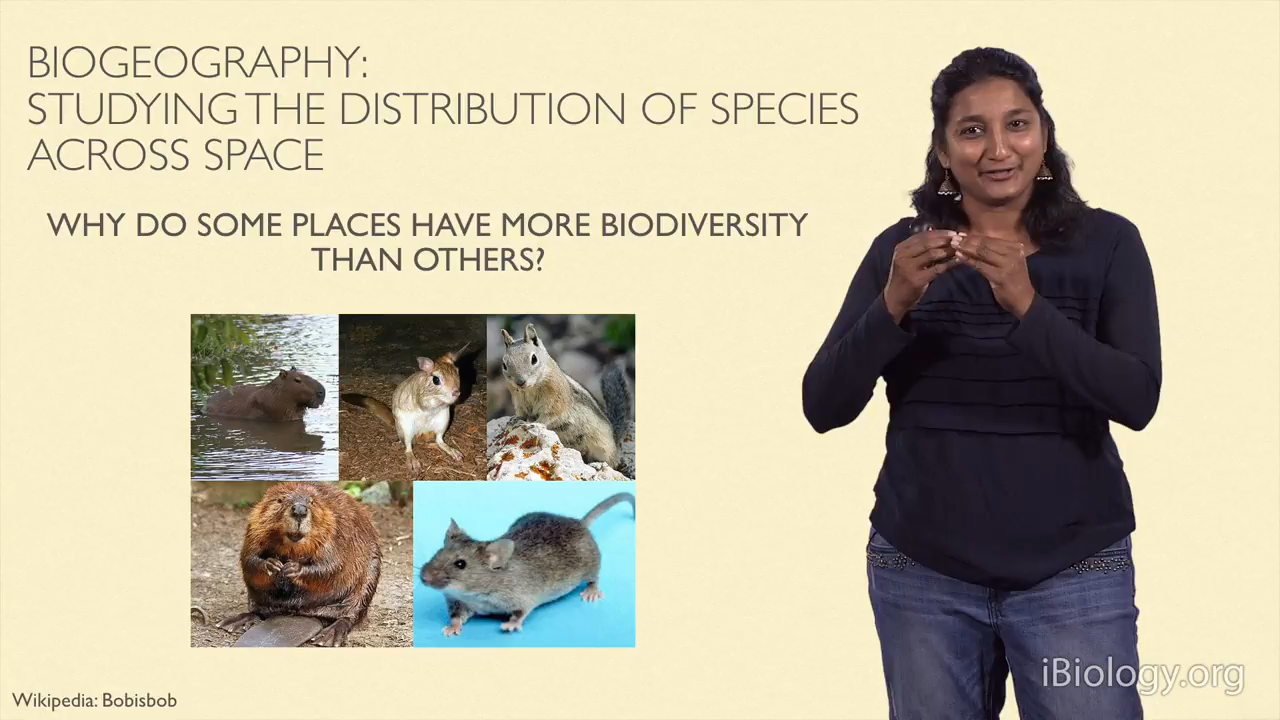 BIOGEOGRAPHY:
STUDYING THE DISTRIBUTION OF SPECIES
ACROSS SPACE
WHY DO SOME PLACES HAVE MORE BIODIVERSITY
THAN OTHERS?
Wikipedia: Bobisbob
iBiology.org